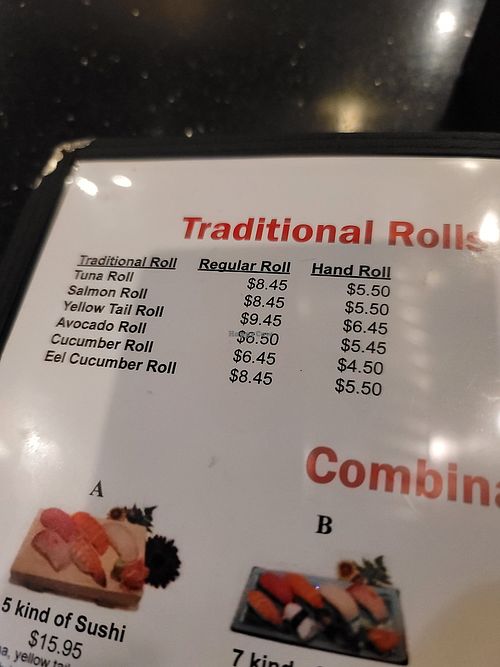 Traditional Rolls
Traditional Roll Regular Roll Hand Roll
Tuna Roll $8.45 $5.50
Salmon Roll $8.45 $5.50
Yellow Tail Roll $9.45 $6.45
Avocado Roll $6.50 $5.45
Cucumber Roll $6.45 $4.50
Eel Cucumber Roll $8.45 $5.50
Combina
A
B
5 kind of Sushi
$15.95
a, yellow tai
7 kind